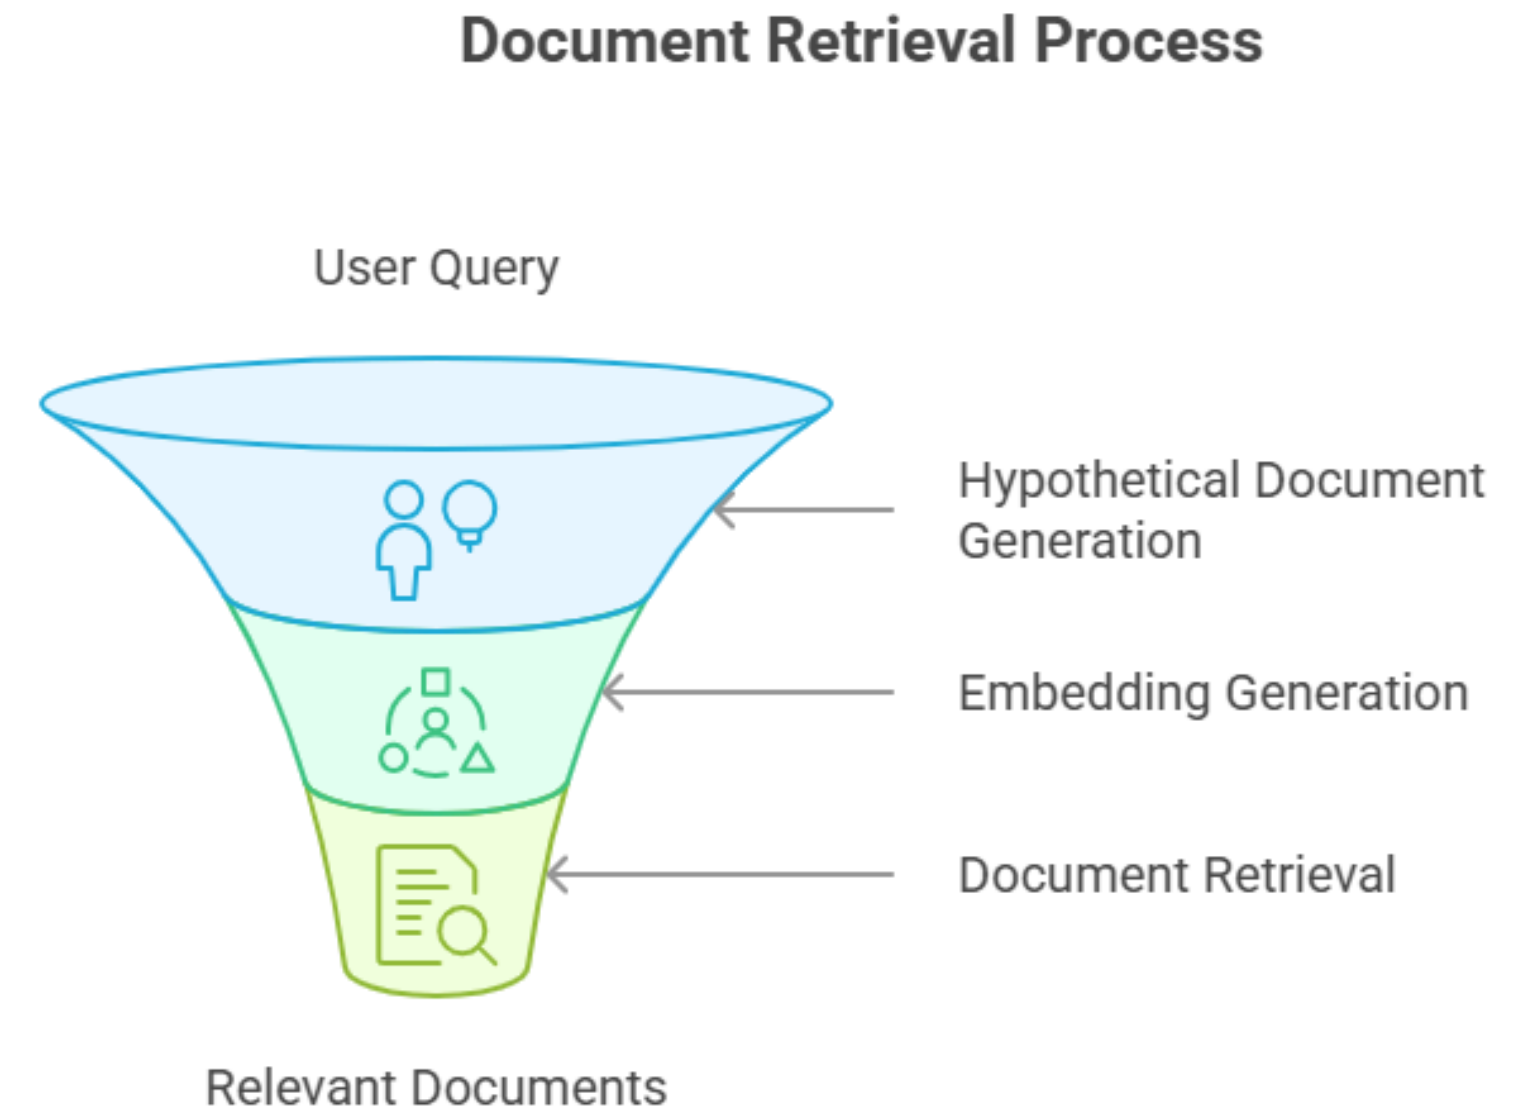 Document Retrieval Process
User Query
Hypothetical Document
Generation
Embedding Generation
Document Retrieval
Relevant Documents